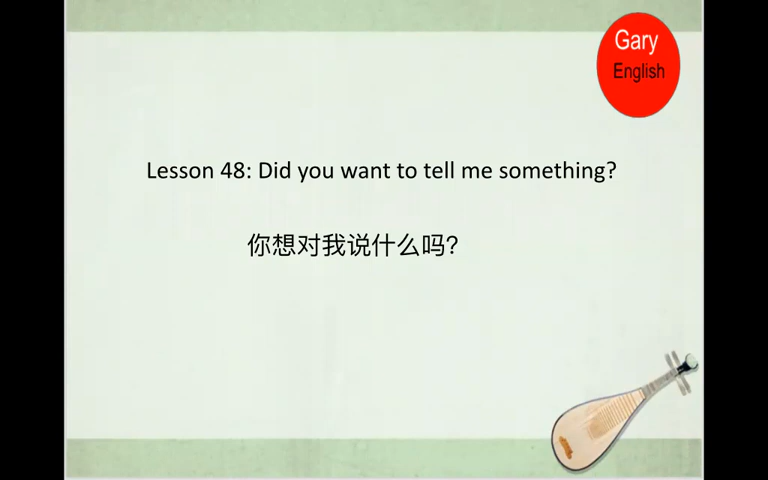 Gary
English
Lesson 48: Did you want to tell me something?
你想对我说什么吗?